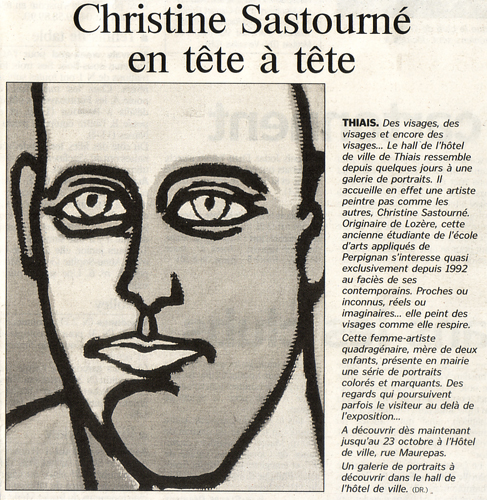 Christine Sastourné
en tête à tête
THIAIS. Des visages, des
visages et encore des
visages... Le hall de l'hôtel
de ville de Thiais ressemble
depuis quelques jours à une
galerie de portraits. Il
accueille en effet une artiste
peintre pas comme les
autres, Christine Sastourné.
Originaire de Lozère, cette
ancienne étudiante de l'école
d'arts appliqués de
Perpignan s'interesse quasi
exclusivement depuis 1992
au faciès de ses
contemporains. Proches ou
inconnus, réels ou
imaginaires... elle peint des
visages comme elle respire.
Cette femme-artiste
quadragénaire, mère de deux
enfants, présente en mairie
une série de portraits
colorés et marquants. Des
regards qui poursuivent
parfois le visiteur au delà de
l'exposition...
A découvrir dès maintenant
jusqu'au 23 octobre à l'Hôtel
de ville, rue Maurepas.
Un galerie de portraits à
découvrir dans le hall de
l'hôtel de ville. (DR.)